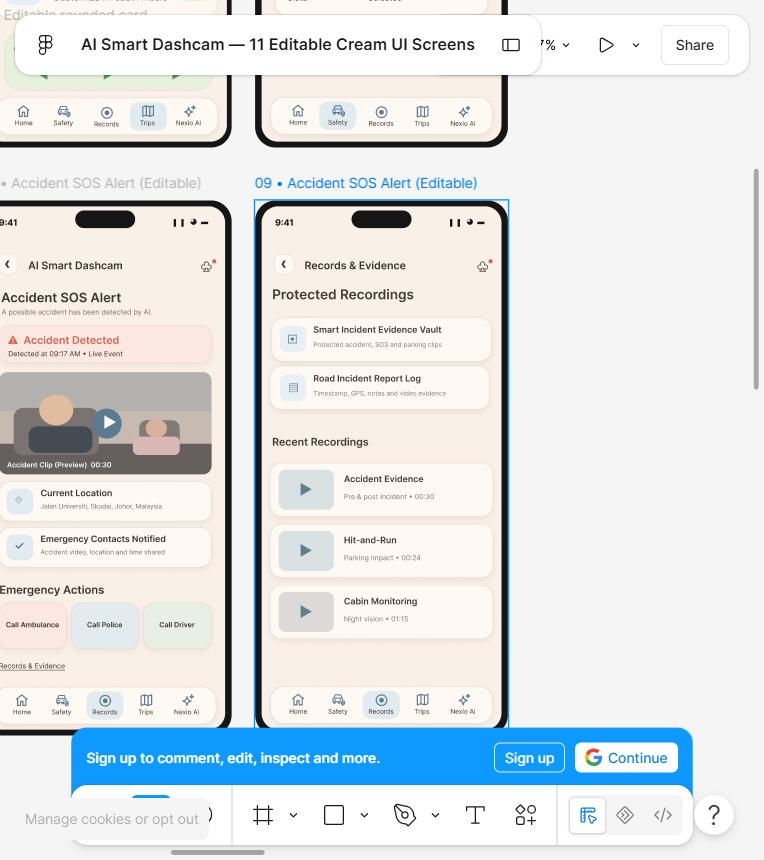 Editable rounded card
AI Smart Dashcam — 11 Editable Cream UI Screens
7%
Share
Home
Safety
Records
Trips
Nexio Ai
Home
Safety
Records
Trips
Nexio Ai
• Accident SOS Alert (Editable)
09 • Accident SOS Alert (Editable)
9:41
AI Smart Dashcam
Accident SOS Alert
A possible accident has been detected by AI.
Accident Detected
Detected at 09:17 AM • Live Event
Accident Clip (Preview) 00:30
Current Location
Jalan Universiti, Skudai, Johor, Malaysia
Emergency Contacts Notified
Accident video, location and time shared
Emergency Actions
Call Ambulance
Call Police
Call Driver
Records & Evidence
Home
Safety
Records
Trips
Nexio Ai
9:41
Records & Evidence
Protected Recordings
Smart Incident Evidence Vault
Protected accident, SOS and parking clips
Road Incident Report Log
Timestamp, GPS, notes and video evidence
Recent Recordings
Accident Evidence
Pre & post incident • 00:30
Hit-and-Run
Parking impact • 00:24
Cabin Monitoring
Night vision • 01:15
Home
Safety
Records
Trips
Nexio Ai
Sign up to comment, edit, inspect and more.
Sign up
Continue
Manage cookies or opt out
?